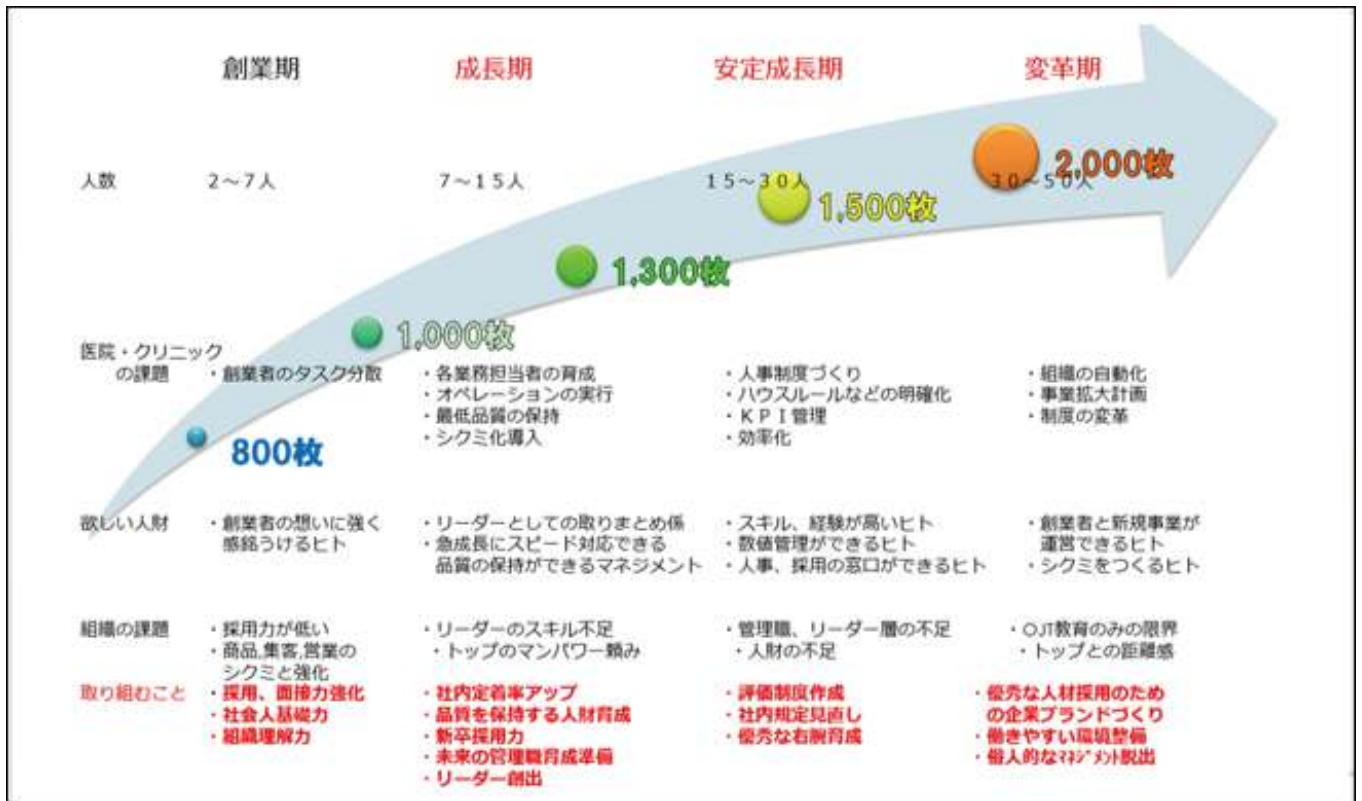 創業期 成長期 安定成長期 変革期
人数 2～7人 7～15人 15～30人 30～50人
2,000枚
1,500枚
1,300枚
1,000枚
800枚
医院・クリニック
の課題
・創業者のタスク分散
・各業務担当者の育成
・オペレーションの実行
・最低品質の保持
・シクミ化導入
・人事制度づくり
・ハウスルールなどの明確化
・KPI管理
・効率化
・組織の自動化
・事業拡大計画
・制度の変革
欲しい人財
・創業者の想いに強く
感銘うけるヒト
・リーダーとしての取りまとめ係
・急成長にスピード対応できる
品質の保持ができるマネジメント
・スキル、経験が高いヒト
・数値管理ができるヒト
・人事、採用の窓口ができるヒト
・創業者と新規事業が
運営できるヒト
・シクミをつくるヒト
組織の課題
・採用力が低い
・商品,集客,営業の
シクミと強化
・リーダーのスキル不足
・トップのマンパワー頼み
・管理職、リーダー層の不足
・人財の不足
・OJT教育のみの限界
・トップとの距離感
取り組むこと
・採用、面接力強化
・社会人基礎力
・組織理解力
・社内定着率アップ
・品質を保持する人財育成
・新卒採用力
・未来の管理職育成準備
・リーダー創出
・評価制度作成
・社内規定見直し
・優秀な右腕育成
・優秀な人材採用のため
の企業ブランドづくり
・働きやすい環境整備
・俗人的なﾏﾈｼﾞﾒﾝﾄ脱出